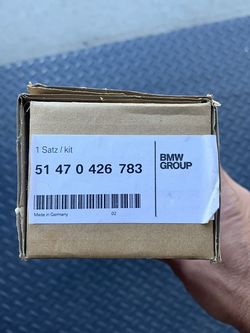 1 Satz / kit
51 47 0 426 783
BMW
GROUP
Made in Germany
02